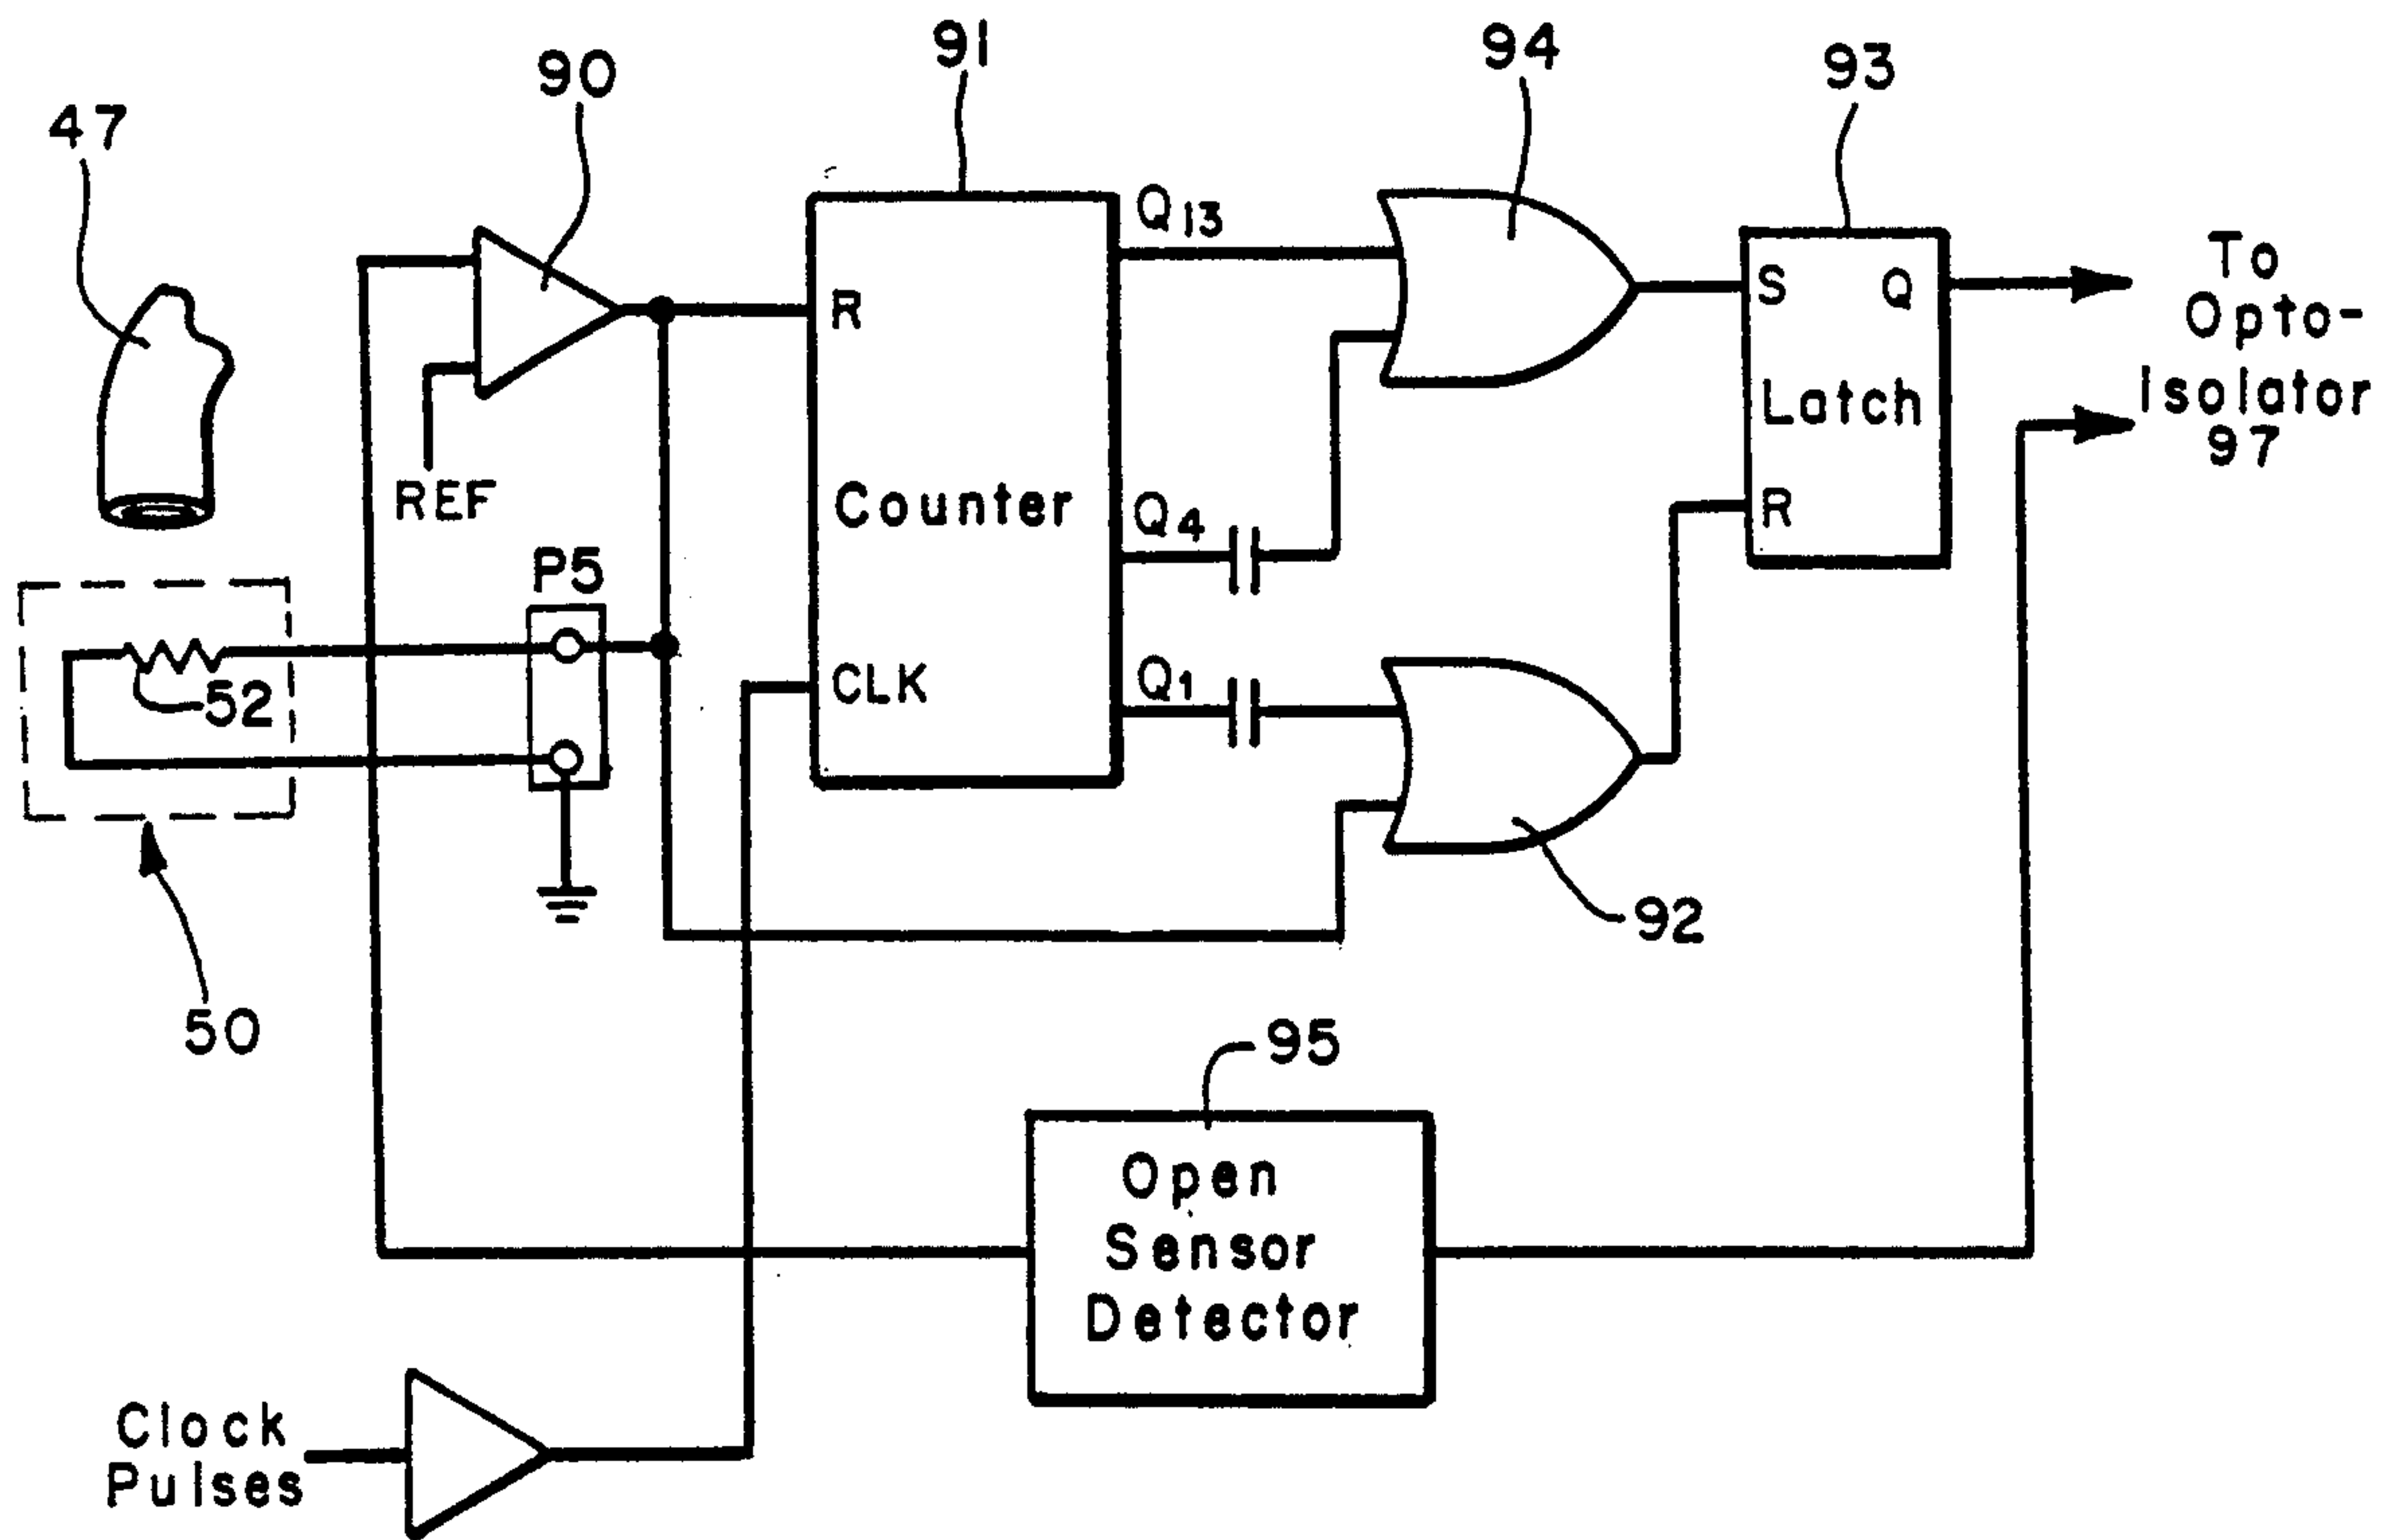 91
94
93
90
47
Q13
R
S
Q
To
Opto-
isolator
97
Latch
REF
Counter
Q4
R
P5
CLK
Q1
52
92
50
95
Open
Sensor
Detector
Clock
Pulses